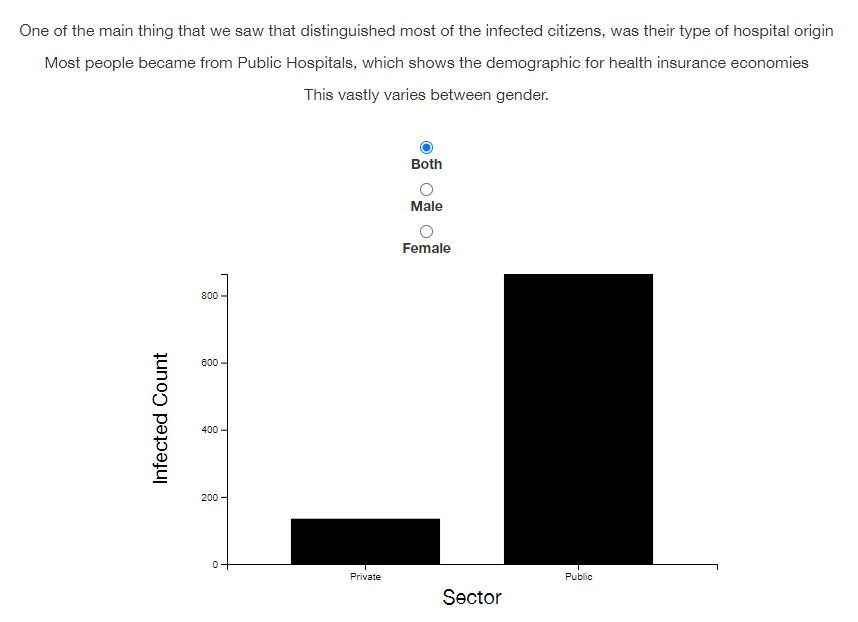 One of the main thing that we saw that distinguished most of the infected citizens, was their type of hospital origin
Most people became from Public Hospitals, which shows the demographic for health insurance economies
This vastly varies between gender.
Both
Male
Female
800
600
400
200
0
Infected Count
Private
Public
Sector